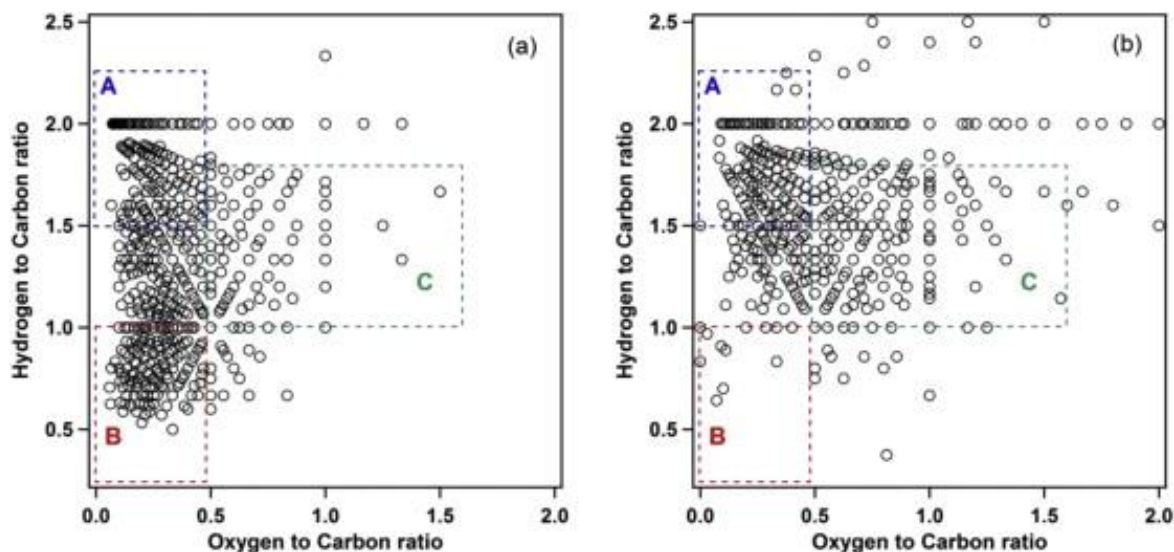 (a)
Hydrogen to Carbon ratio
2.5
2.0
1.5
1.0
0.5
A
B
C
0.0 0.5 1.0 1.5 2.0
Oxygen to Carbon ratio
(b)
Hydrogen to Carbon ratio
2.5
2.0
1.5
1.0
0.5
A
B
C
0.0 0.5 1.0 1.5 2.0
Oxygen to Carbon ratio